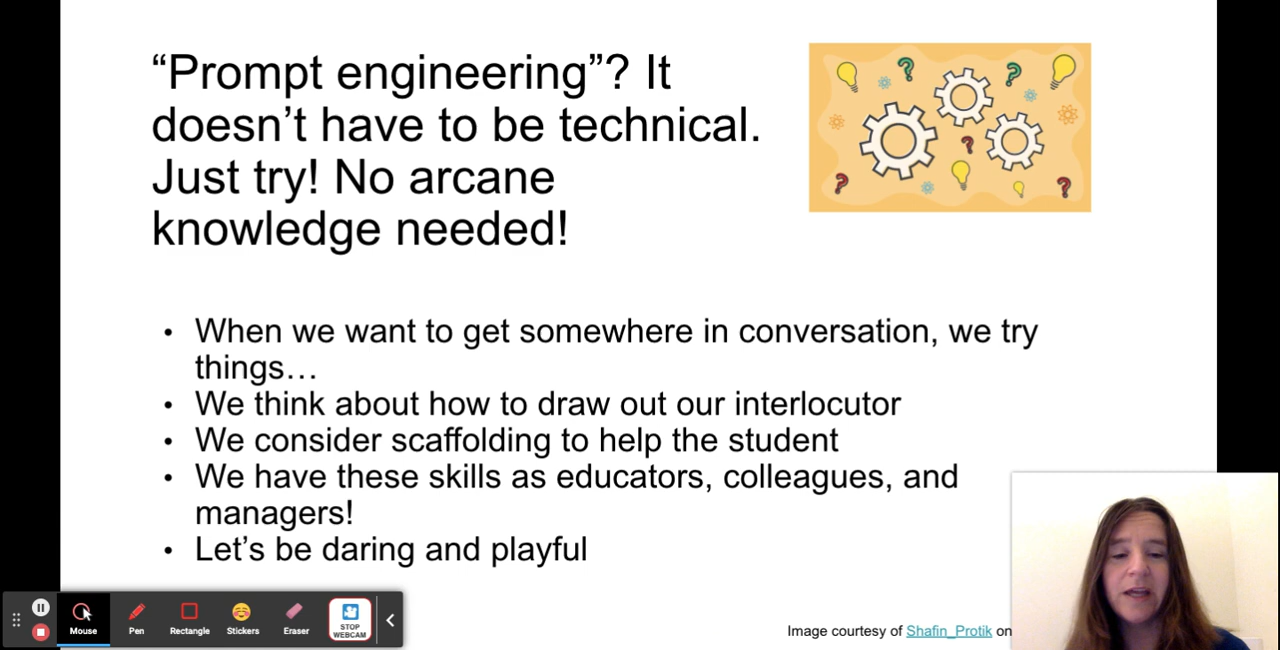 “Prompt engineering”? It
doesn’t have to be technical.
Just try! No arcane
knowledge needed!
• When we want to get somewhere in conversation, we try
things…
• We think about how to draw out our interlocutor
• We consider scaffolding to help the student
• We have these skills as educators, colleagues, and
managers!
• Let’s be daring and playful
Mouse
Pen
Rectangle
Stickers
Eraser
STOP
WEBCAM
Image courtesy of Shafin_Protik on